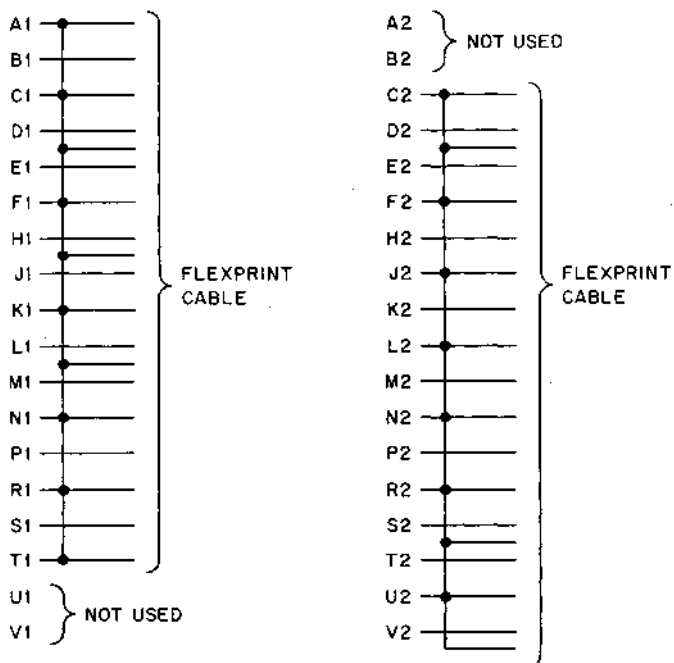 A1
B1
C1
D1
E1
F1
H1
J1
K1
L1
M1
N1
P1
R1
S1
T1
U1
V1
FLEXPRINT
CABLE
NOT USED
A2
B2
NOT USED
C2
D2
E2
F2
H2
J2
K2
L2
M2
N2
P2
R2
S2
T2
U2
V2
FLEXPRINT
CABLE